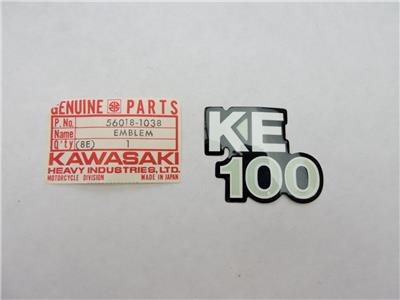 GENUINE PARTS
P. No. 56018-1038
Name EMBLEM
Q'ty (8E) 1
KAWASAKI
HEAVY INDUSTRIES, LTD.
MOTORCYCLE DIVISION MADE IN JAPAN
KE
100